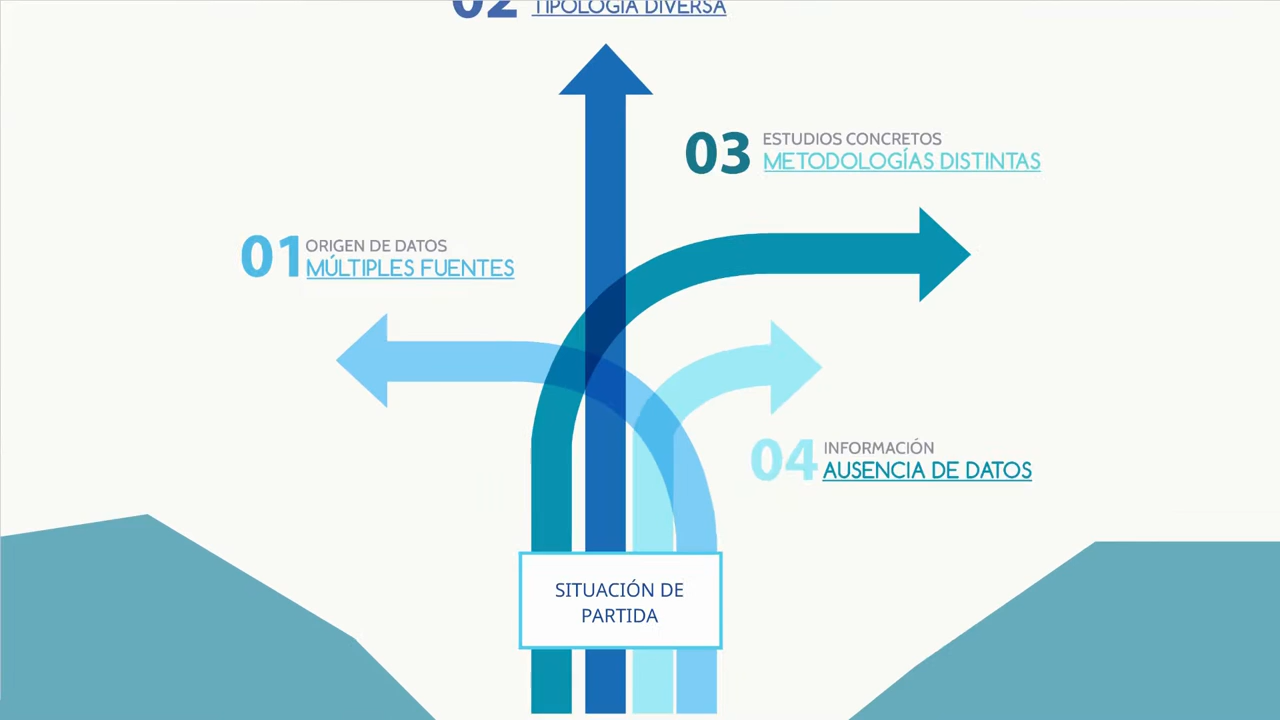 02 TIPOLOGÍA DIVERSA
03 ESTUDIOS CONCRETOS
METODOLOGÍAS DISTINTAS
01 ORIGEN DE DATOS
MÚLTIPLES FUENTES
04 INFORMACIÓN
AUSENCIA DE DATOS
SITUACIÓN DE
PARTIDA